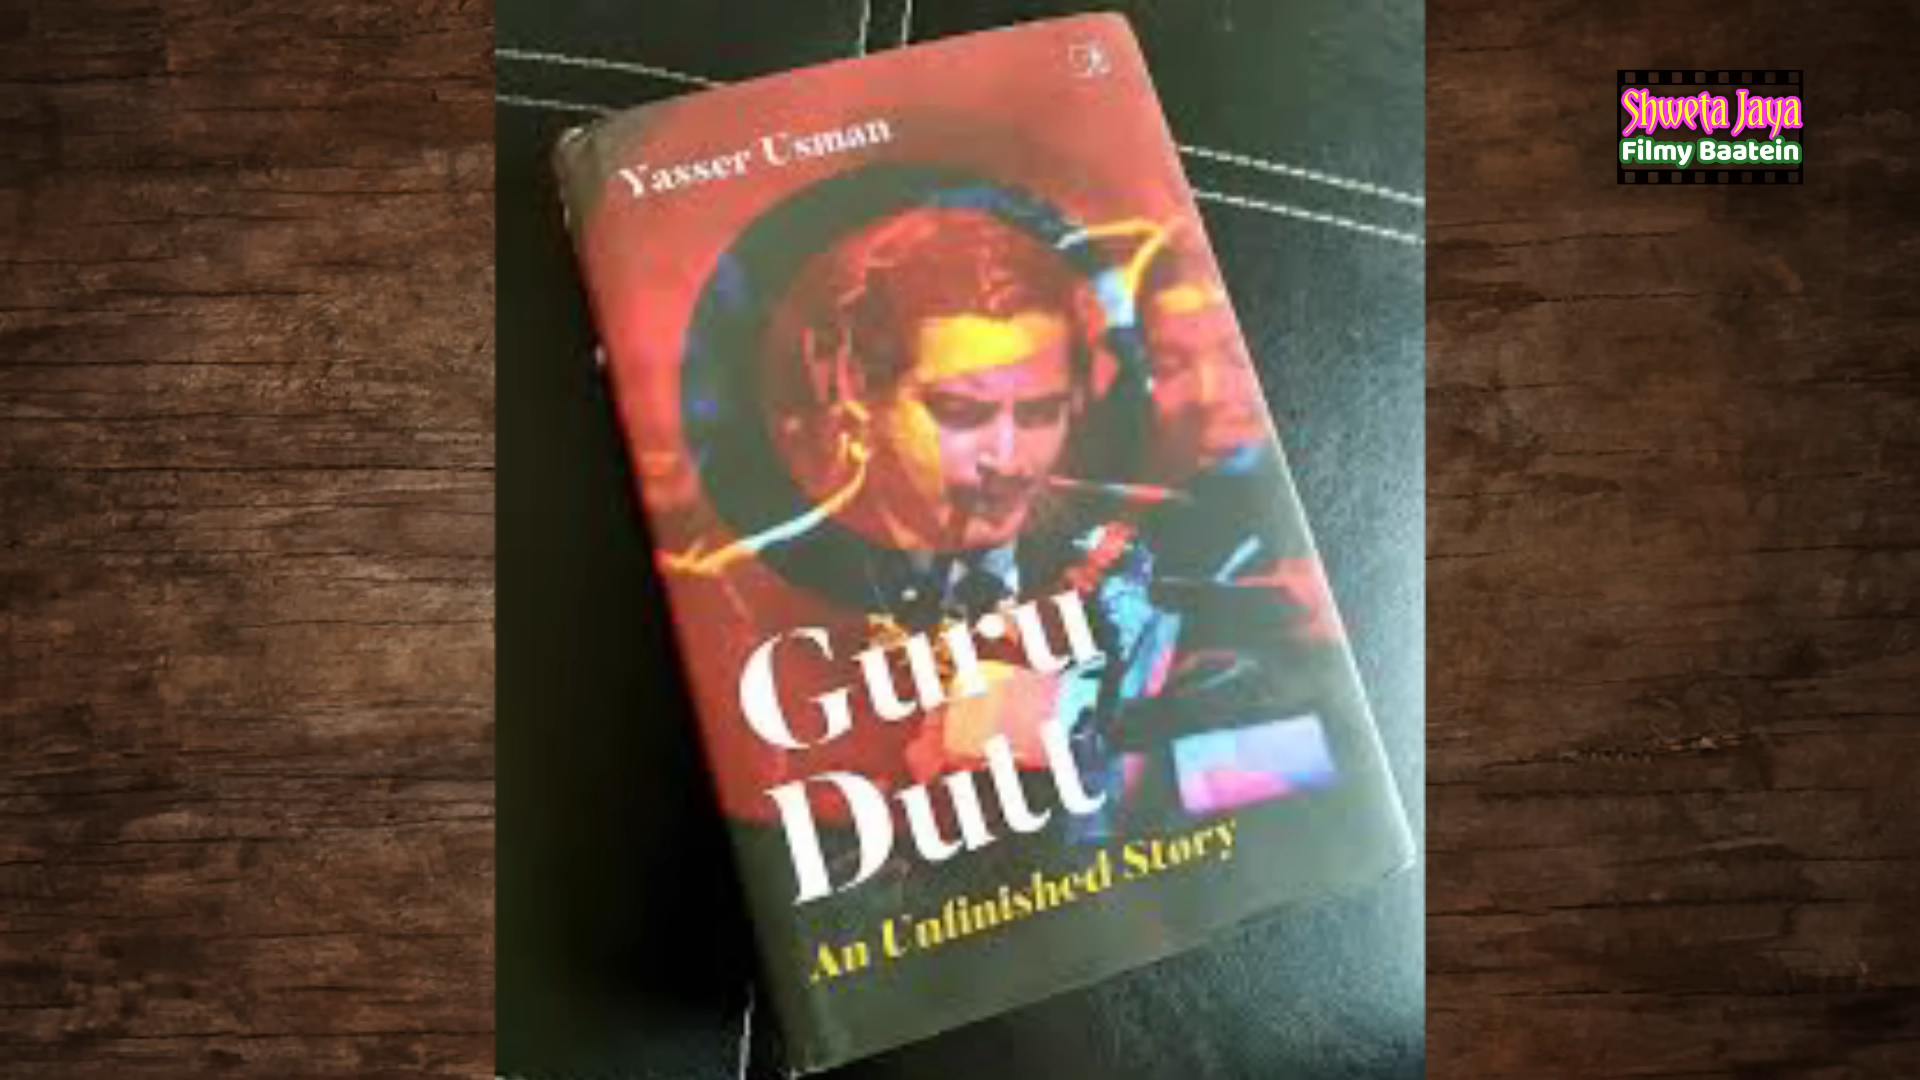 Yasser Usman
Guru
Dutt
An Unfinished Story
Shweta Jaya
Filmy Baatein